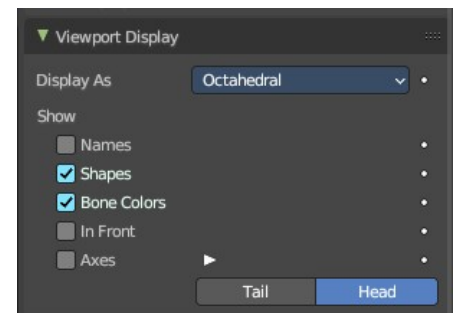 Viewport Display
Display As Octahedral
Show
Names
Shapes
Bone Colors
In Front
Axes
Tail Head